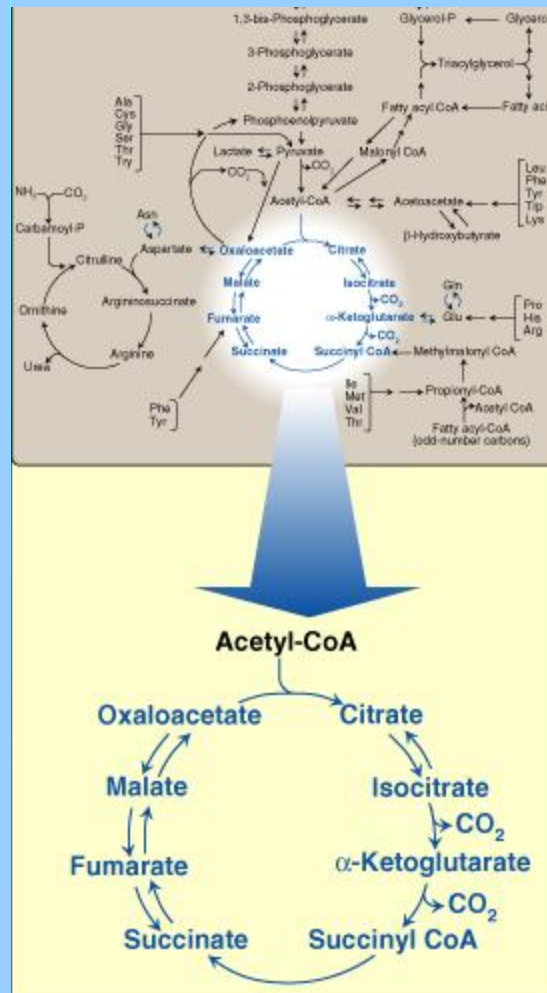 1,3-bis-Phosphoglycerate
3-Phosphoglycerate
2-Phosphoglycerate
Phosphoenolpyruvate
Glycerol-P
Triacylglycerol
Fatty acyl CoA
Malonyl CoA
Ala
Cys
Gly
Ser
Thr
Try
Lactate
Pyruvate
CO₂
CO₂
Acetyl-CoA
Acetoacetate
β-Hydroxybutyrate
Leu
Phe
Tyr
Trp
Lys
NH₃
CO₂
Carbamoyl-P
Asn
Aspartate
Citrulline
Argininosuccinate
Ornithine
Arginine
Urea
Oxaloacetate
Citrate
Malate
Isocitrate
CO₂
Fumarate
α-Ketoglutarate
CO₂
Succinate
Succinyl CoA
Gln
Glu
Pro
His
Arg
Methylmalonyl CoA
Phe
Tyr
Ile
Met
Val
Thr
Propionyl-CoA
Acetyl CoA
Fatty acyl-CoA
(odd-number carbons)
Acetyl-CoA
Oxaloacetate
Citrate
Malate
Isocitrate
CO₂
Fumarate
α-Ketoglutarate
CO₂
Succinate
Succinyl CoA